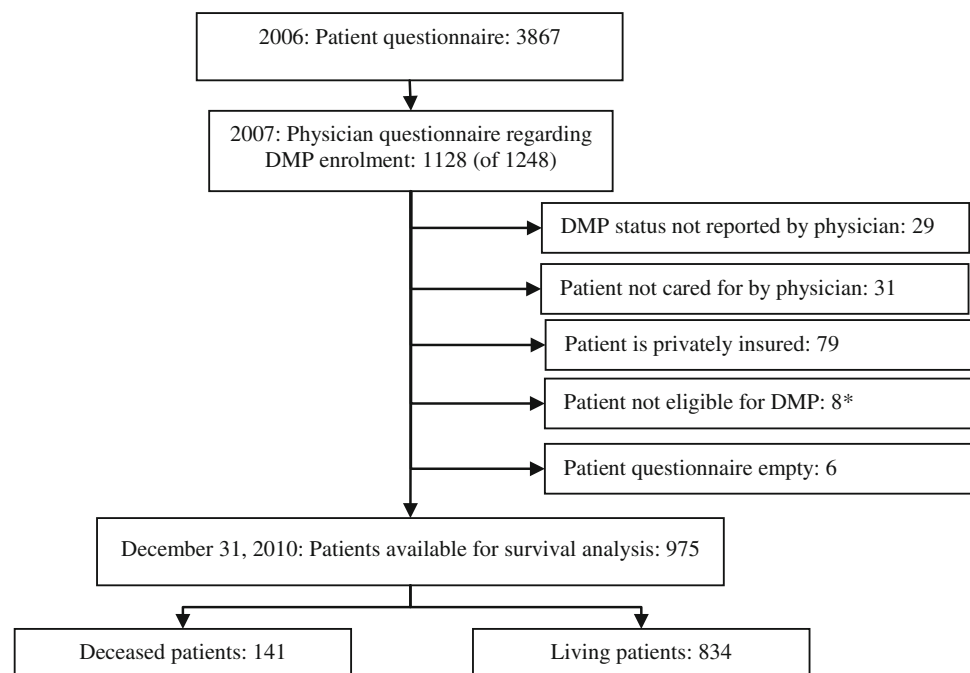 2006: Patient questionnaire: 3867
2007: Physician questionnaire regarding
DMP enrolment: 1128 (of 1248)
DMP status not reported by physician: 29
Patient not cared for by physician: 31
Patient is privately insured: 79
Patient not eligible for DMP: 8*
Patient questionnaire empty: 6
December 31, 2010: Patients available for survival analysis: 975
Deceased patients: 141
Living patients: 834